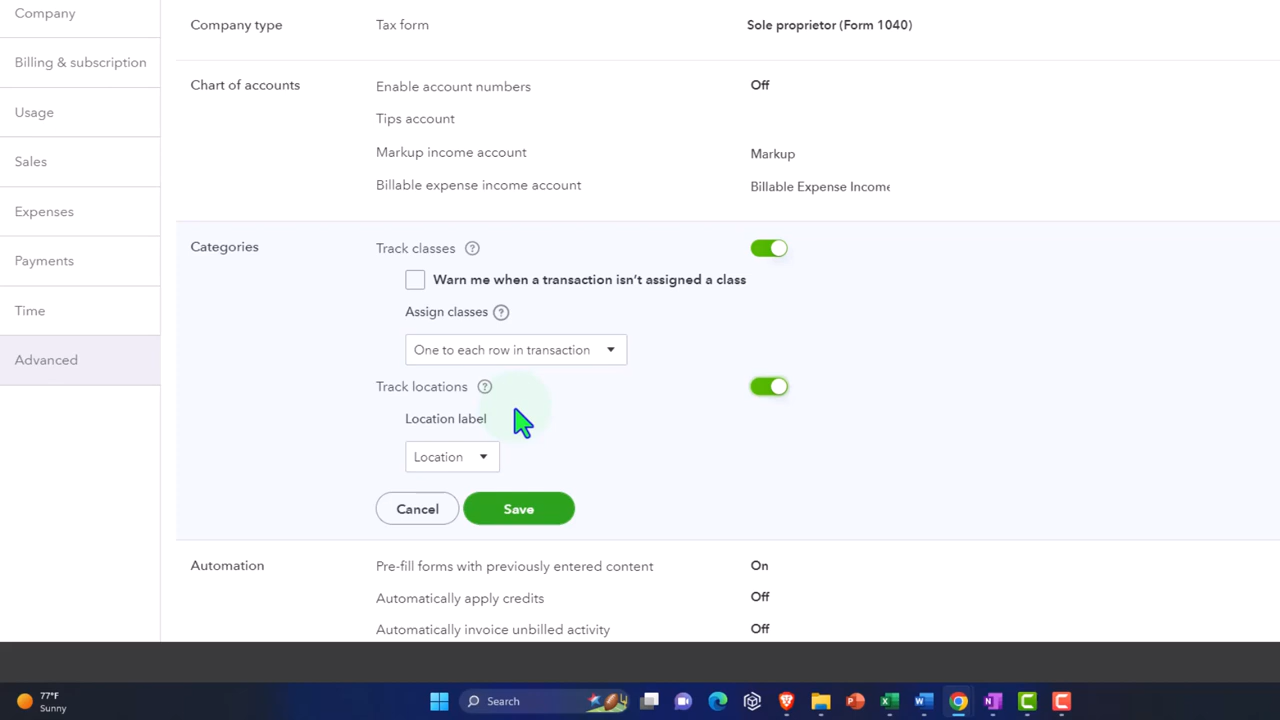 Company
Billing & subscription
Usage
Sales
Expenses
Payments
Time
Advanced
Company type Tax form Sole proprietor (Form 1040)
Chart of accounts Enable account numbers Off
Tips account
Markup income account Markup
Billable expense income account Billable Expense Income
Categories Track classes ?
Warn me when a transaction isn't assigned a class
Assign classes ?
One to each row in transaction
Track locations ?
Location label
Location
Cancel Save
Automation Pre-fill forms with previously entered content On
Automatically apply credits Off
Automatically invoice unbilled activity Off
77°F
Sunny
Search